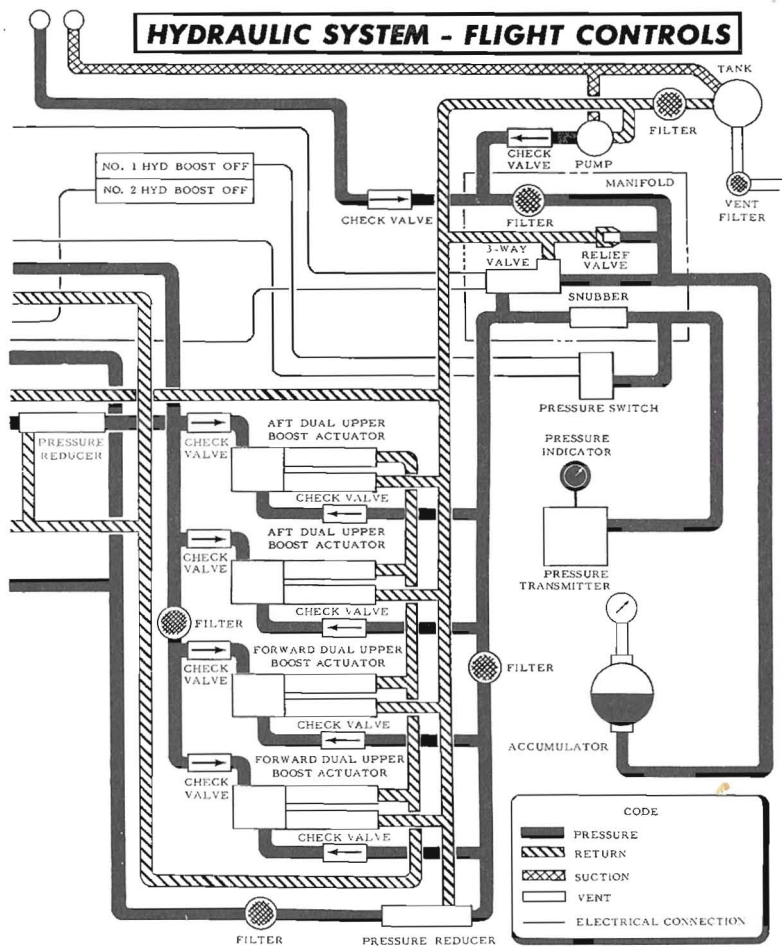 HYDRAULIC SYSTEM - FLIGHT CONTROLS
TANK
FILTER
CHECK
VALVE
PUMP
NO. 1 HYD BOOST OFF
NO. 2 HYD BOOST OFF
MANIFOLD
VENT
FILTER
CHECK VALVE
FILTER
3-WAY
VALVE
RELIEF
VALVE
SNUBBER
PRESSURE SWITCH
AFT DUAL UPPER
BOOST ACTUATOR
PRESSURE
REDUCER
CHECK
VALVE
PRESSURE
INDICATOR
CHECK VALVE
AFT DUAL UPPER
BOOST ACTUATOR
CHECK
VALVE
PRESSURE
TRANSMITTER
CHECK VALVE
FILTER
FORWARD DUAL UPPER
BOOST ACTUATOR
CHECK
VALVE
FILTER
CHECK VALVE
ACCUMULATOR
FORWARD DUAL UPPER
BOOST ACTUATOR
CHECK
VALVE
CHECK VALVE
CODE
PRESSURE
RETURN
SUCTION
VENT
ELECTRICAL CONNECTION
FILTER
PRESSURE REDUCER